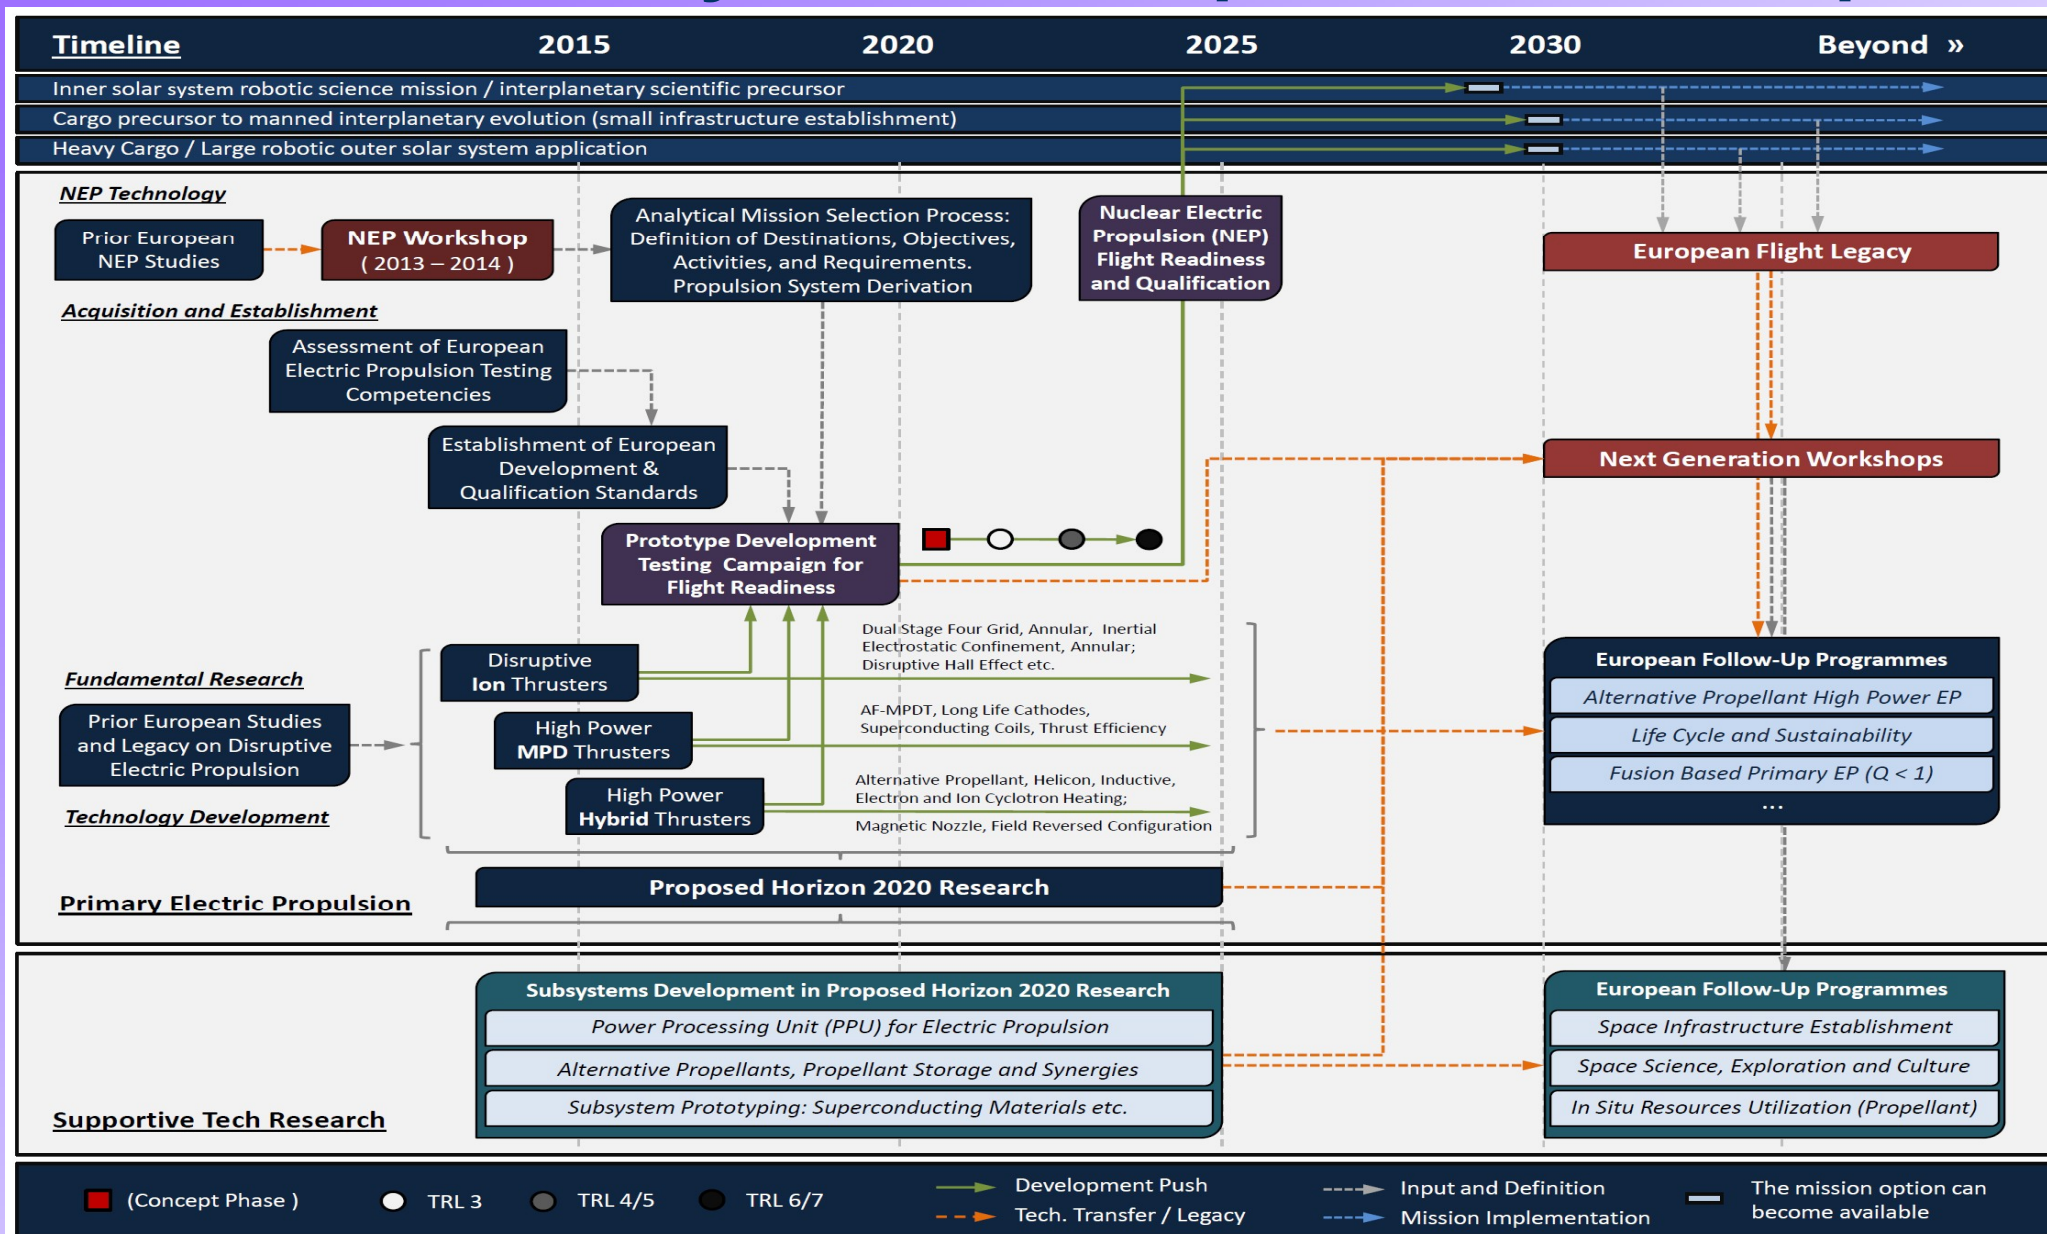 Timeline 2015 2020 2025 2030 Beyond »
Inner solar system robotic science mission / interplanetary scientific precursor
Cargo precursor to manned interplanetary evolution (small infrastructure establishment)
Heavy Cargo / Large robotic outer solar system application
NEP Technology
Prior European
NEP Studies
NEP Workshop
( 2013 – 2014 )
Analytical Mission Selection Process:
Definition of Destinations, Objectives,
Activities, and Requirements.
Propulsion System Derivation
Nuclear Electric
Propulsion (NEP)
Flight Readiness
and Qualification
European Flight Legacy
Acquisition and Establishment
Assessment of European
Electric Propulsion Testing
Competencies
Establishment of European
Development &
Qualification Standards
Next Generation Workshops
Prototype Development
Testing Campaign for
Flight Readiness
Fundamental Research
Prior European Studies
and Legacy on Disruptive
Electric Propulsion
Technology Development
Disruptive
Ion Thrusters
Dual Stage Four Grid, Annular, Inertial
Electrostatic Confinement, Annular;
Disruptive Hall Effect etc.
High Power
MPD Thrusters
AF-MPDT, Long Life Cathodes,
Superconducting Coils, Thrust Efficiency
High Power
Hybrid Thrusters
Alternative Propellant, Helicon, Inductive,
Electron and Ion Cyclotron Heating;
Magnetic Nozzle, Field Reversed Configuration
European Follow-Up Programmes
Alternative Propellant High Power EP
Life Cycle and Sustainability
Fusion Based Primary EP (Q < 1)
...
Proposed Horizon 2020 Research
Primary Electric Propulsion
Subsystems Development in Proposed Horizon 2020 Research
Power Processing Unit (PPU) for Electric Propulsion
Alternative Propellants, Propellant Storage and Synergies
Subsystem Prototyping: Superconducting Materials etc.
European Follow-Up Programmes
Space Infrastructure Establishment
Space Science, Exploration and Culture
In Situ Resources Utilization (Propellant)
Supportive Tech Research
(Concept Phase )
TRL 3
TRL 4/5
TRL 6/7
Development Push
Tech. Transfer / Legacy
Input and Definition
Mission Implementation
The mission option can
become available